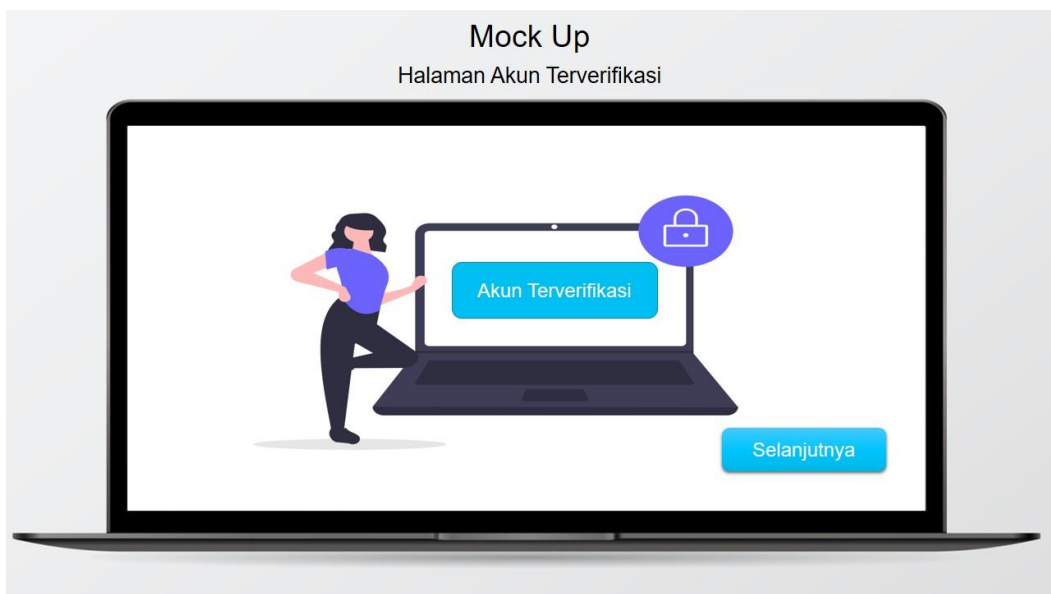 Mock Up
Halaman Akun Terverifikasi
Akun Terverifikasi
Selanjutnya